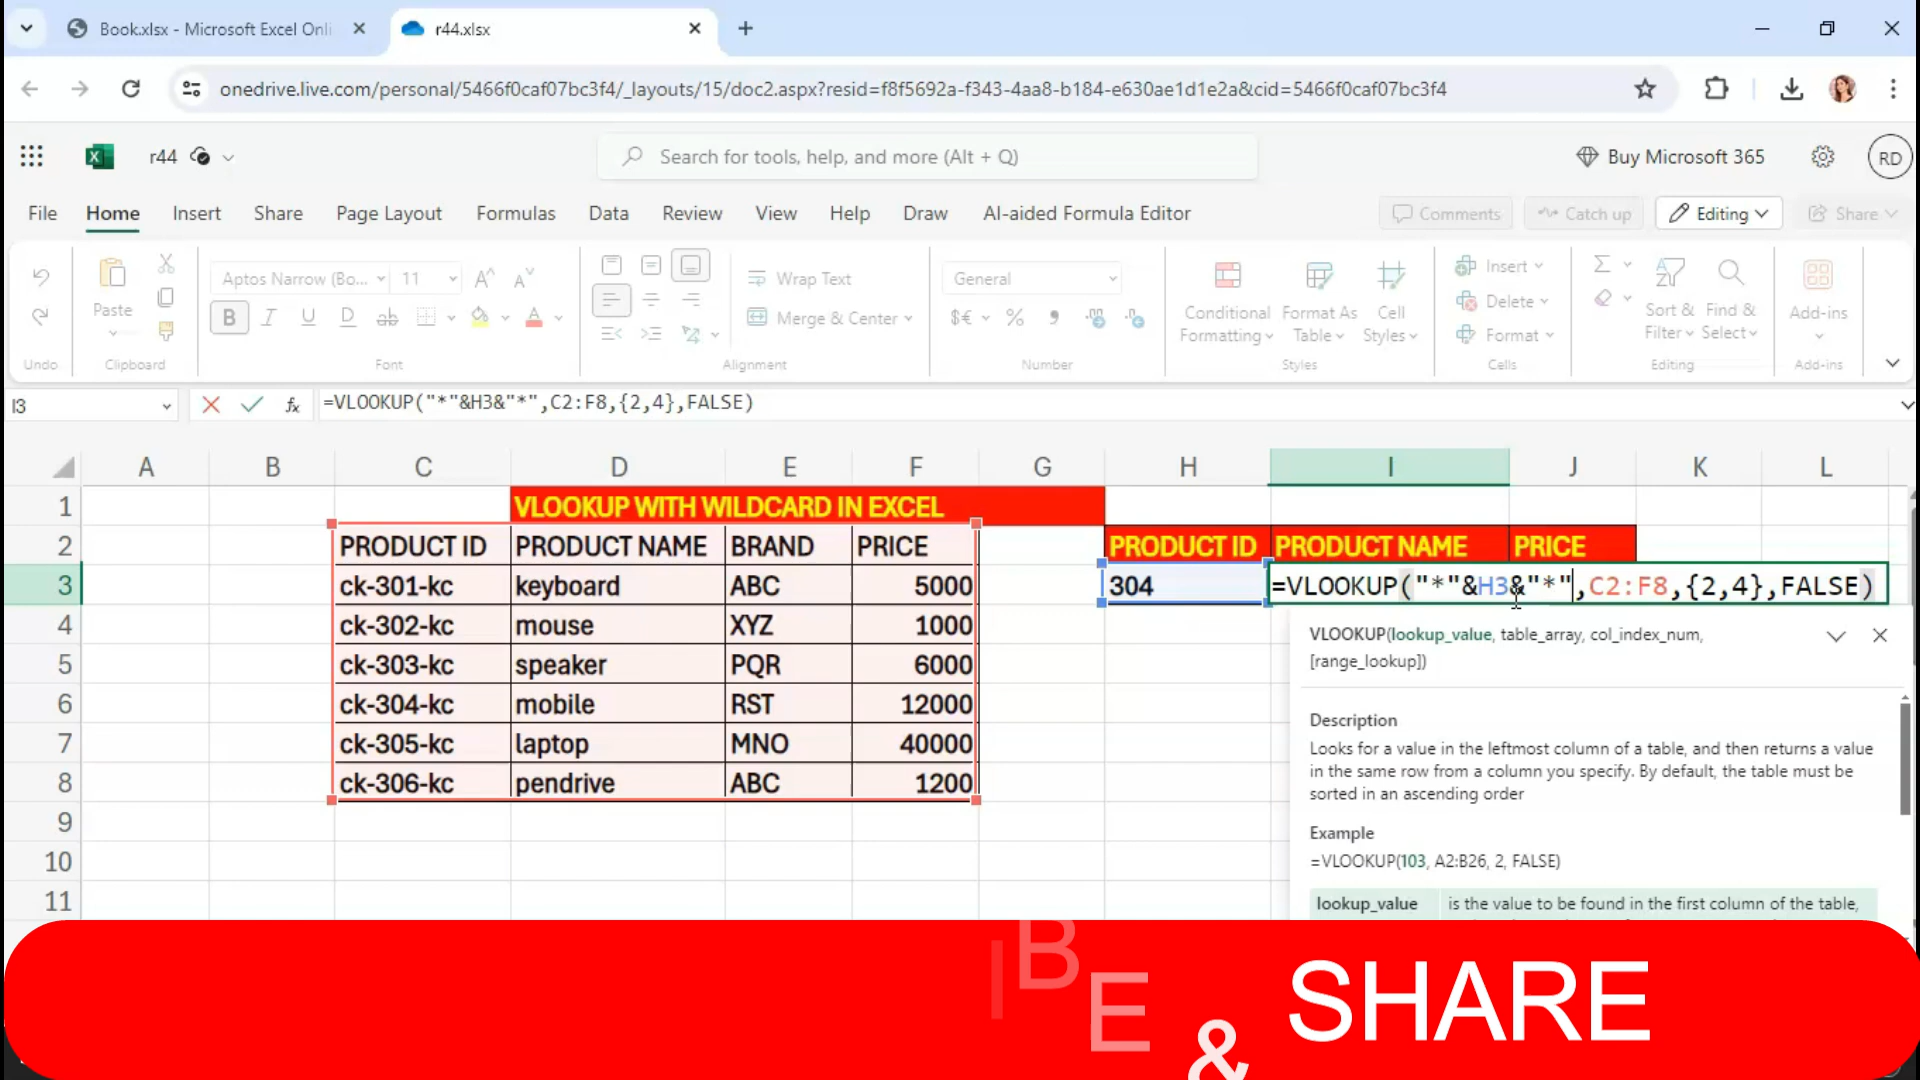 Book.xlsx - Microsoft Excel Onli
r44.xlsx
onedrive.live.com/personal/5466f0caf07bc3f4/_layouts/15/doc2.aspx?resid=f8f5692a-f343-4aa8-b184-e630ae1d1e2a&cid=5466f0caf07bc3f4
r44
Search for tools, help, and more (Alt + Q)
Buy Microsoft 365
RD
File Home Insert Share Page Layout Formulas Data Review View Help Draw AI-aided Formula Editor
Comments Catch up Editing Share
Aptos Narrow (Bo... 11 Wrap Text General Insert
Paste Merge & Center Conditional Formatting Format As Table Cell Styles Delete Format Sort & Filter Find & Select Add-ins
Undo Clipboard Font Alignment Number Styles Cells Editing Add-ins
I3 fx =VLOOKUP("*"&H3&"*",C2:F8,{2,4},FALSE)
A B C D E F G H I J K L
1 VLOOKUP WITH WILDCARD IN EXCEL
2 PRODUCT ID PRODUCT NAME BRAND PRICE PRODUCT ID PRODUCT NAME PRICE
3 ck-301-kc keyboard ABC 5000 304 =VLOOKUP("*"&H3&"*",C2:F8,{2,4},FALSE)
4 ck-302-kc mouse XYZ 1000
5 ck-303-kc speaker PQR 6000
6 ck-304-kc mobile RST 12000
7 ck-305-kc laptop MNO 40000
8 ck-306-kc pendrive ABC 1200
9
10
11
VLOOKUP(lookup_value, table_array, col_index_num,
[range_lookup])
Description
Looks for a value in the leftmost column of a table, and then returns a value
in the same row from a column you specify. By default, the table must be
sorted in an ascending order
Example
=VLOOKUP(103, A2:B26, 2, FALSE)
lookup_value is the value to be found in the first column of the table,
I B E & SHARE